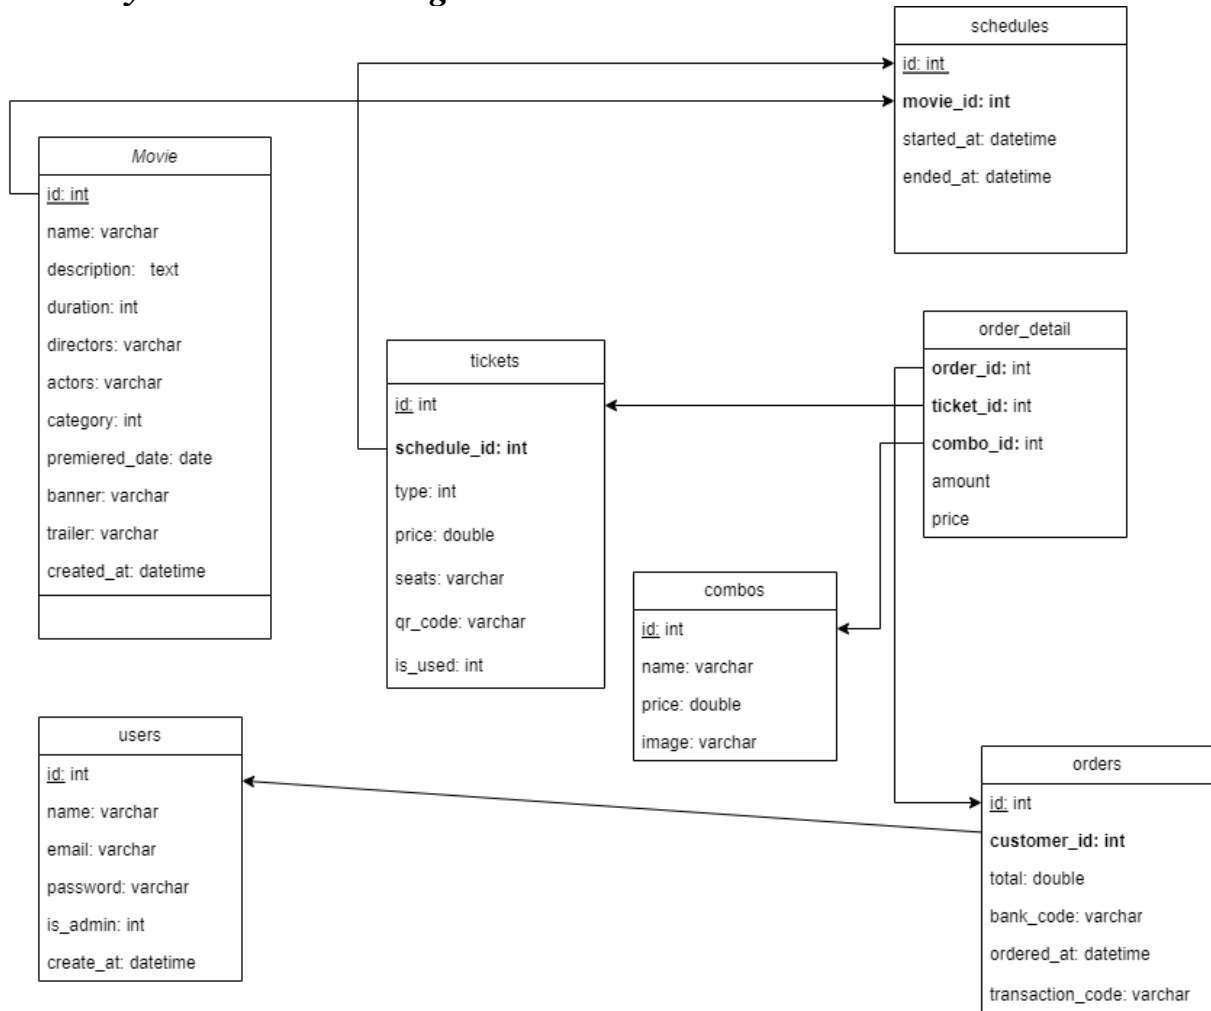 schedules
id: int
movie_id: int
started_at: datetime
ended_at: datetime
Movie
id: int
name: varchar
description: text
duration: int
directors: varchar
actors: varchar
category: int
premiered_date: date
banner: varchar
trailer: varchar
created_at: datetime
tickets
id: int
schedule_id: int
type: int
price: double
seats: varchar
qr_code: varchar
is_used: int
order_detail
order_id: int
ticket_id: int
combo_id: int
amount
price
combos
id: int
name: varchar
price: double
image: varchar
users
id: int
name: varchar
email: varchar
password: varchar
is_admin: int
create_at: datetime
orders
id: int
customer_id: int
total: double
bank_code: varchar
ordered_at: datetime
transaction_code: varchar